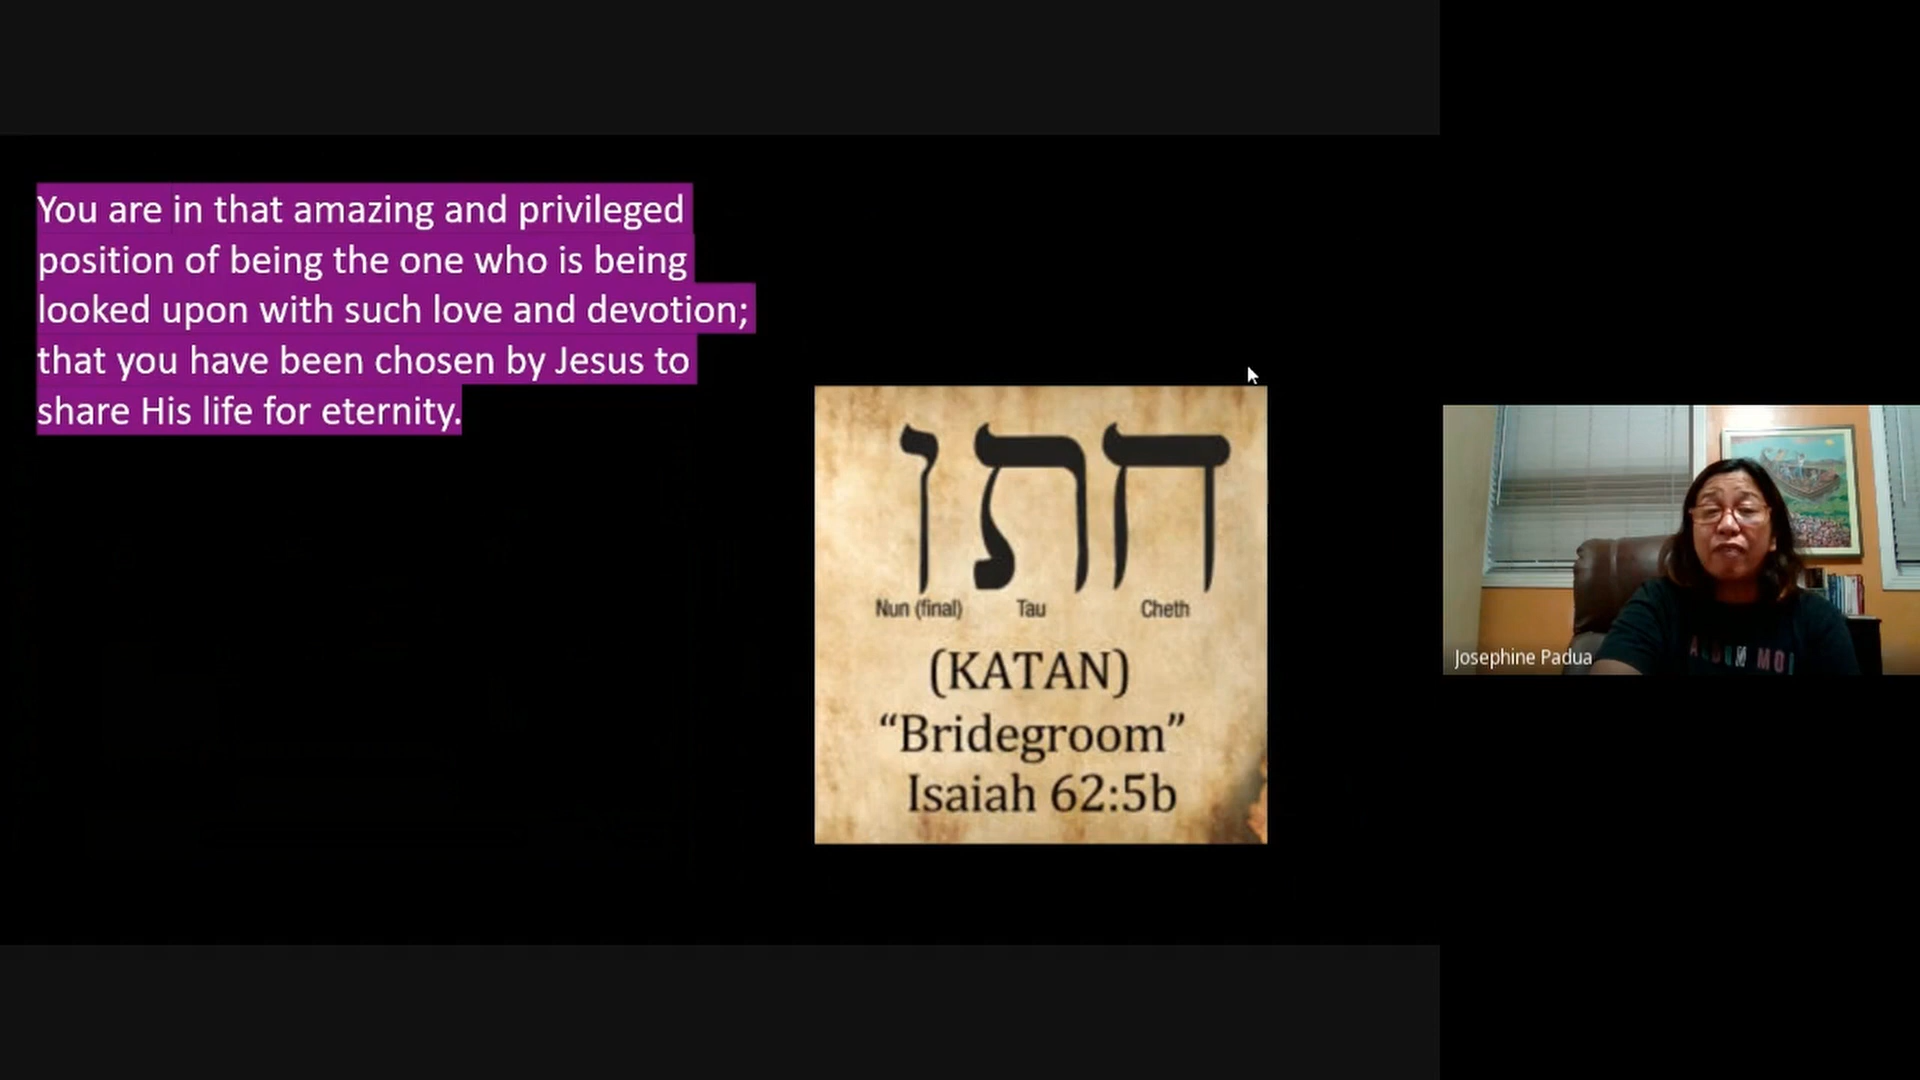 You are in that amazing and privileged
position of being the one who is being
looked upon with such love and devotion;
that you have been chosen by Jesus to
share His life for eternity.
חתן
Nun (final) Tau Cheth
(KATAN)
“Bridegroom”
Isaiah 62:5b
Josephine Padua